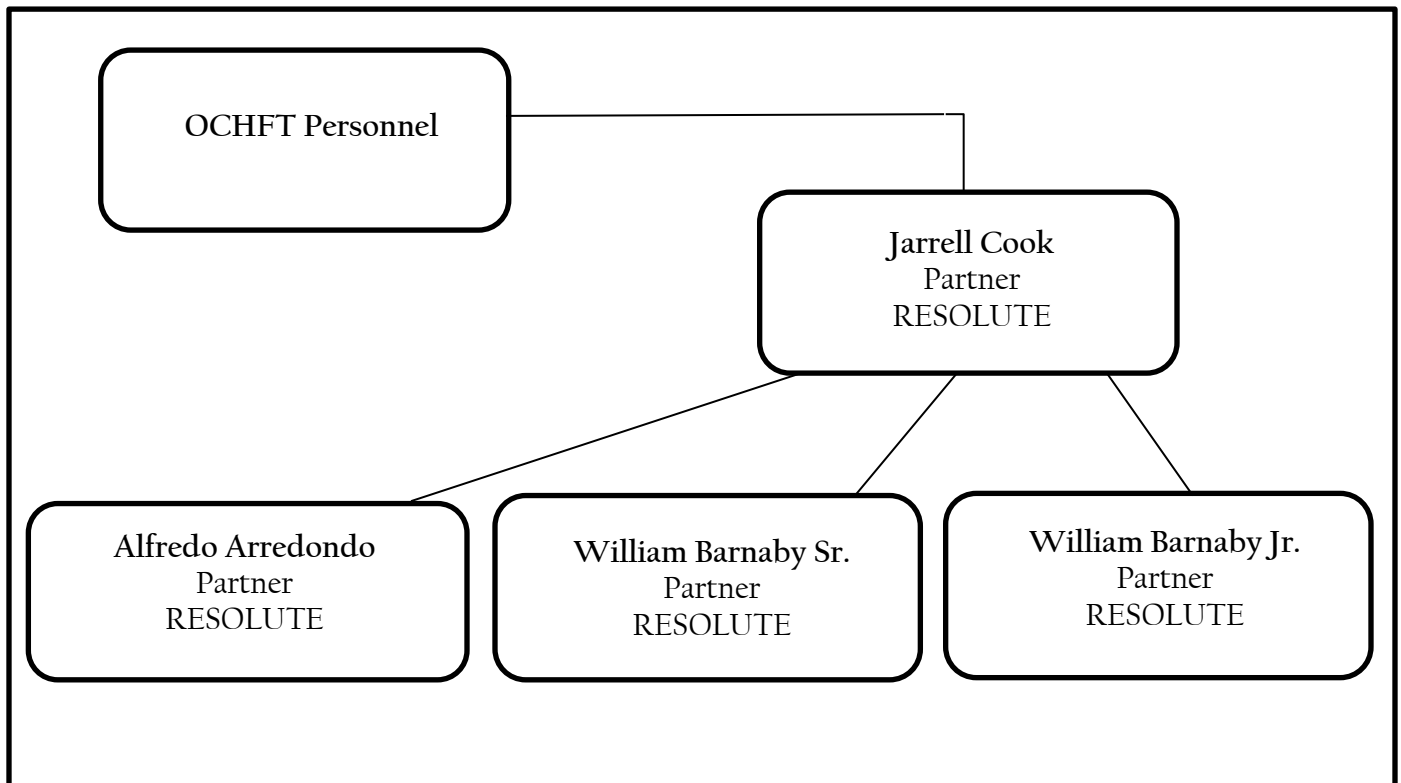 OCHFT Personnel
Jarrell Cook
Partner
RESOLUTE
Alfredo Arredondo
Partner
RESOLUTE
William Barnaby Sr.
Partner
RESOLUTE
William Barnaby Jr.
Partner
RESOLUTE